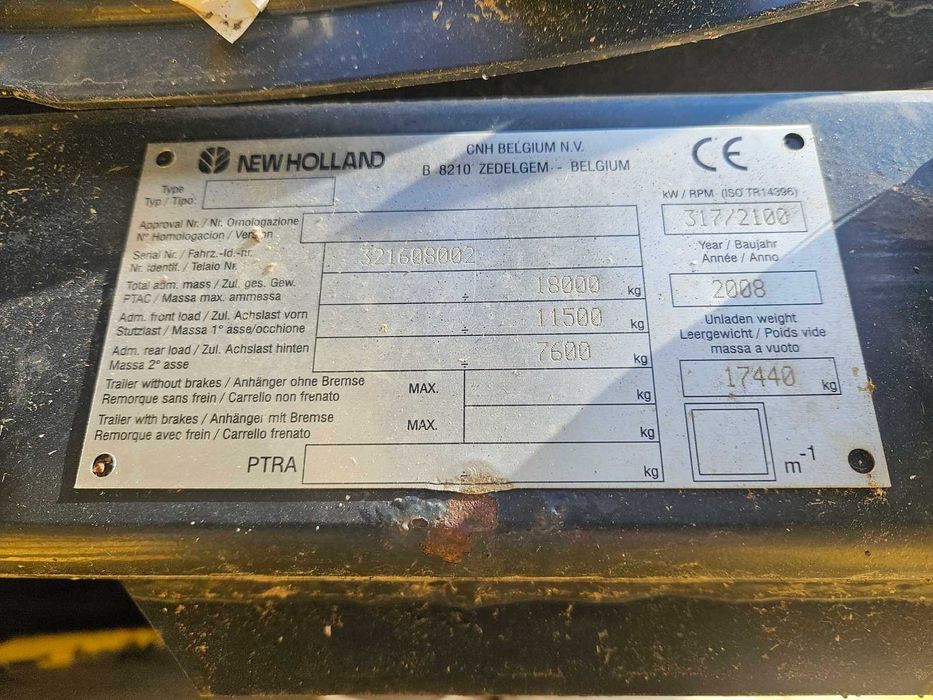 NEW HOLLAND
CNH BELGIUM N.V.
B 8210 ZEDELGEM - BELGIUM
CE
Type
Typ / Tipo:
Approval Nr. / Nr. Omologazione
N° Homologacion / Version
Serial Nr. / Fahrz.-Id.-nr.
Nr. Identif. / Telaio Nr.
321608002
Total adm. mass / Zul. ges. Gew.
PTAC / Massa max. ammessa
÷ 18000 kg
Adm. front load / Zul. Achslast vorn
Stutzlast / Massa 1° asse/occhione
÷ 11500 kg
Adm. rear load / Zul. Achslast hinten
Massa 2° asse
÷ 7600 kg
Trailer without brakes / Anhänger ohne Bremse
Remorque sans frein / Carrello non frenato
MAX. kg
Trailer with brakes / Anhänger mit Bremse
Remorque avec frein / Carrello frenato
MAX. kg
PTRA ÷ kg
kW / RPM (ISO TR14396)
317/2100
Year / Baujahr
Année / Anno
2008
Unladen weight
Leergewicht / Poids vide
massa a vuoto
17440 kg
m-1